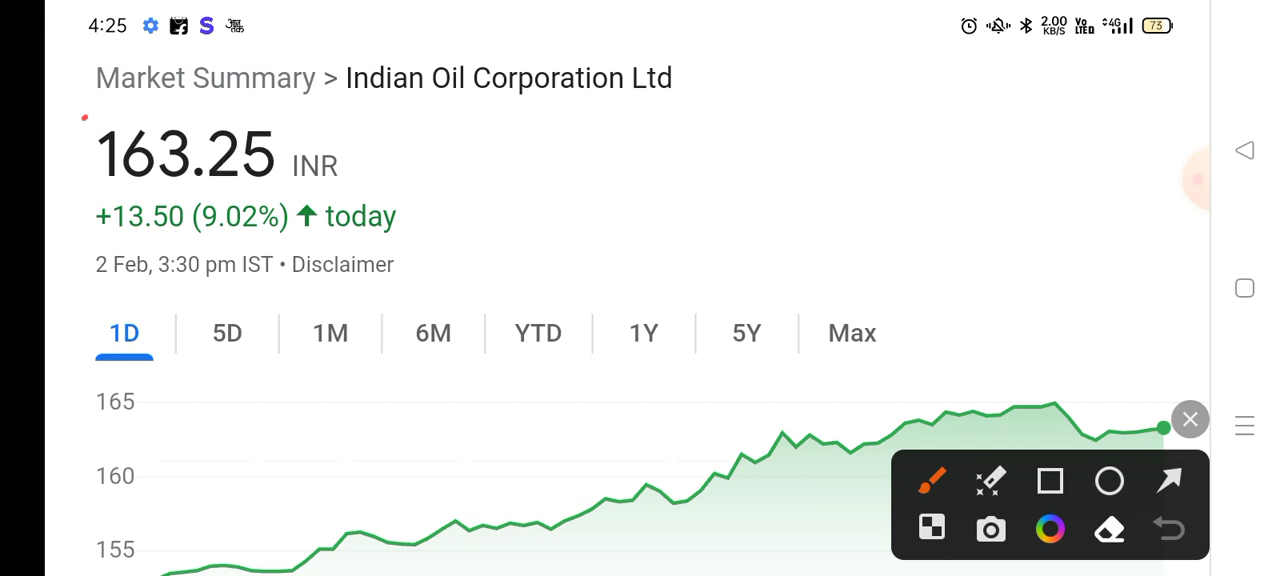 4:25 S 2.00 KB/S VoLTED 4G 73
Market Summary > Indian Oil Corporation Ltd
163.25 INR
+13.50 (9.02%) ↑ today
2 Feb, 3:30 pm IST • Disclaimer
1D 5D 1M 6M YTD 1Y 5Y Max
165
160
155